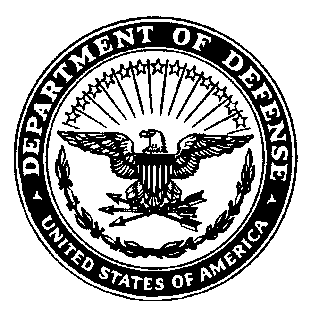 DEPARTMENT OF DEFENSE
UNITED STATES OF AMERICA